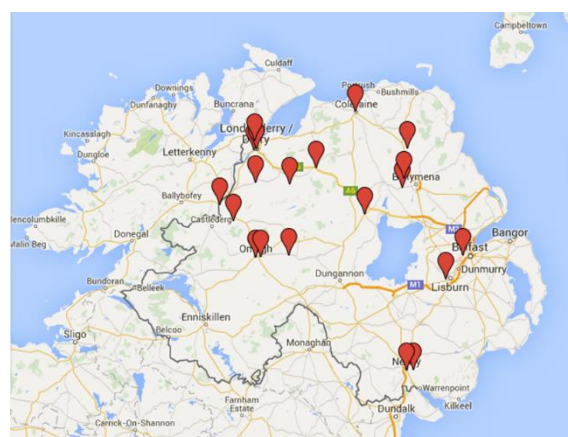 Campbeltown
Culdaff
Downings
Bushmills
Dunfanaghy
Buncrana
Coleraine
Kincasslagh
Londonderry /
Derry
Dungloe
Letterkenny
Ballymena
Ballybofey
A6
Glencolumbkille
Castlederg
Malin Beg
Donegal
Bangor
Omagh
Belfast
Dunmurry
Dungannon
Bundoran
Belleek
M1
Lisburn
Enniskillen
Sligo
Belcoo
Monaghan
Newry
Warrenpoint
Farnham
Estate
Kilkeel
Dundalk
Carrick-On-Shannon